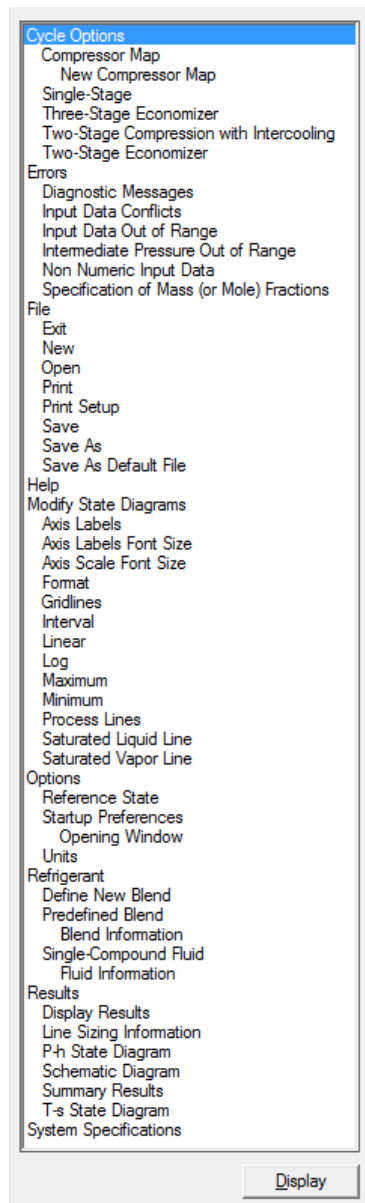 Cycle Options
Compressor Map
New Compressor Map
Single-Stage
Three-Stage Economizer
Two-Stage Compression with Intercooling
Two-Stage Economizer
Errors
Diagnostic Messages
Input Data Conflicts
Input Data Out of Range
Intermediate Pressure Out of Range
Non Numeric Input Data
Specification of Mass (or Mole) Fractions
File
Exit
New
Open
Print
Print Setup
Save
Save As
Save As Default File
Help
Modify State Diagrams
Axis Labels
Axis Labels Font Size
Axis Scale Font Size
Format
Gridlines
Interval
Linear
Log
Maximum
Minimum
Process Lines
Saturated Liquid Line
Saturated Vapor Line
Options
Reference State
Startup Preferences
Opening Window
Units
Refrigerant
Define New Blend
Predefined Blend
Blend Information
Single-Compound Fluid
Fluid Information
Results
Display Results
Line Sizing Information
P-h State Diagram
Schematic Diagram
Summary Results
T-s State Diagram
System Specifications
Display